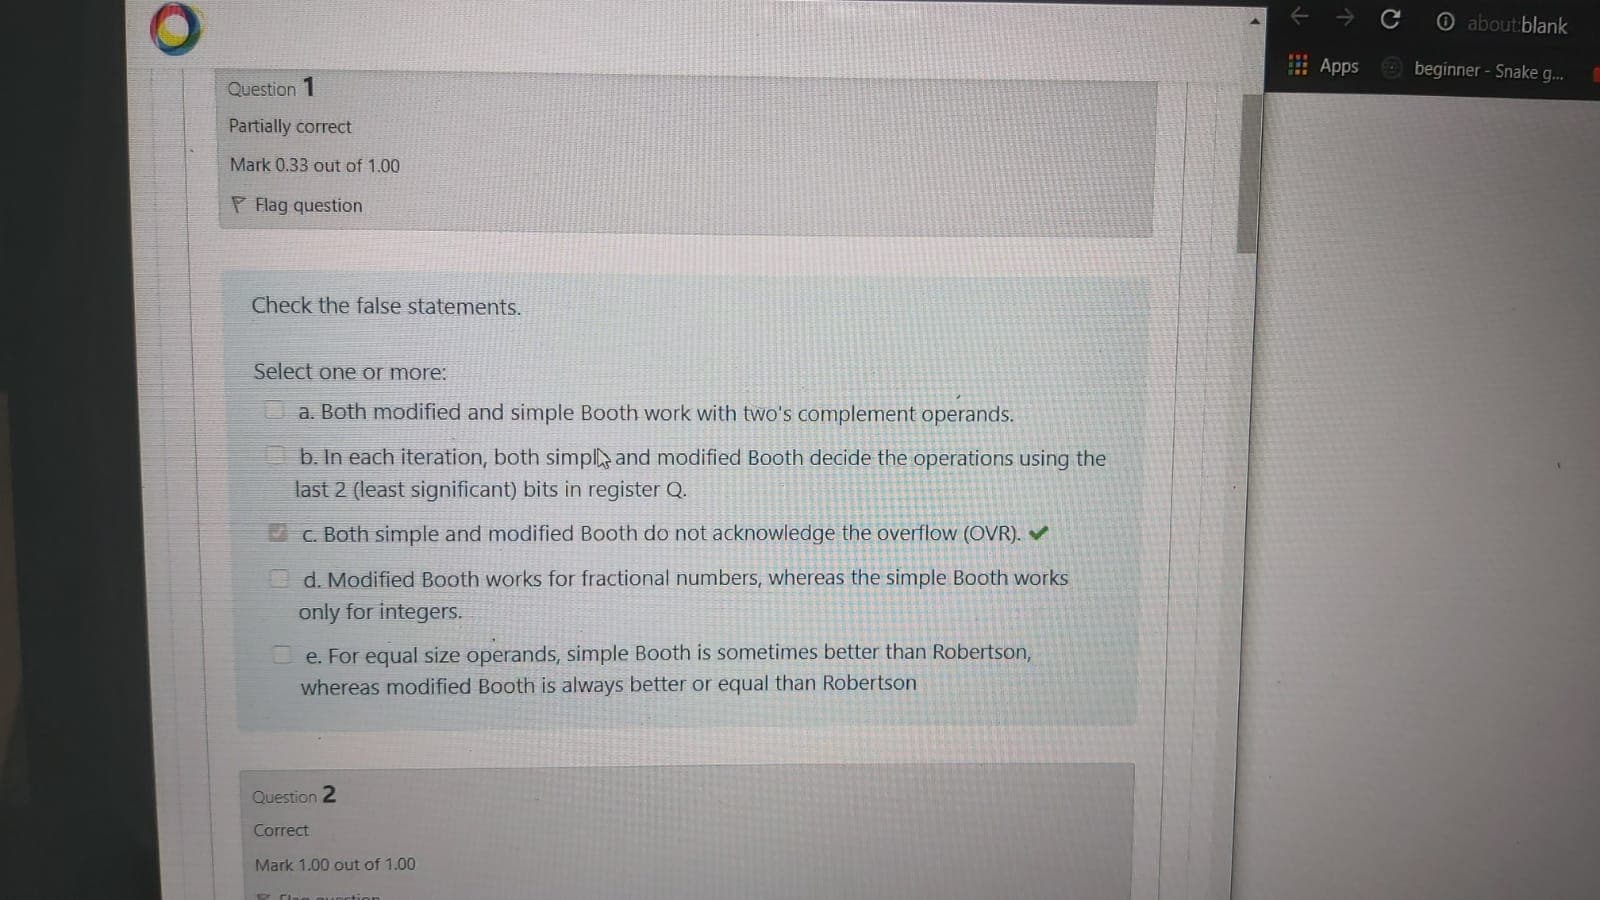 about:blank
Apps
beginner - Snake g...
Question 1
Partially correct
Mark 0.33 out of 1.00
Flag question
Check the false statements.
Select one or more:
a. Both modified and simple Booth work with two's complement operands.
b. In each iteration, both simpl and modified Booth decide the operations using the
last 2 (least significant) bits in register Q.
c. Both simple and modified Booth do not acknowledge the overflow (OVR).
d. Modified Booth works for fractional numbers, whereas the simple Booth works
only for integers.
e. For equal size operands, simple Booth is sometimes better than Robertson,
whereas modified Booth is always better or equal than Robertson
Question 2
Correct
Mark 1.00 out of 1.00
Flag question